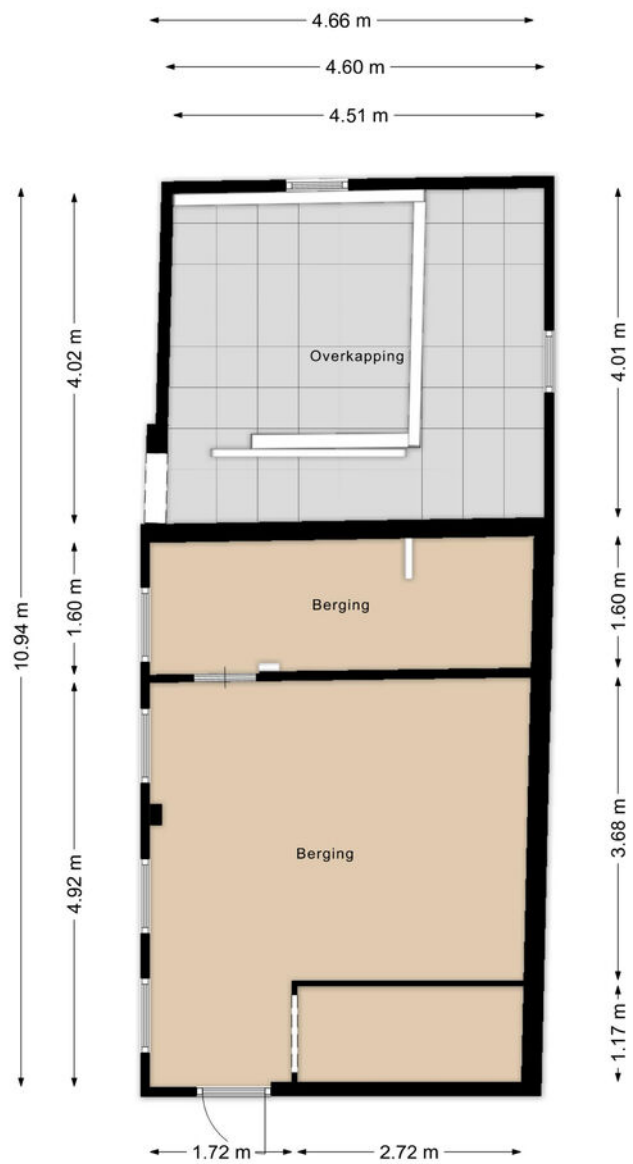 4.66 m
4.60 m
4.51 m
10.94 m
4.02 m
4.01 m
Overkapping
1.60 m
1.60 m
Berging
4.92 m
3.68 m
Berging
1.17 m
1.72 m
2.72 m